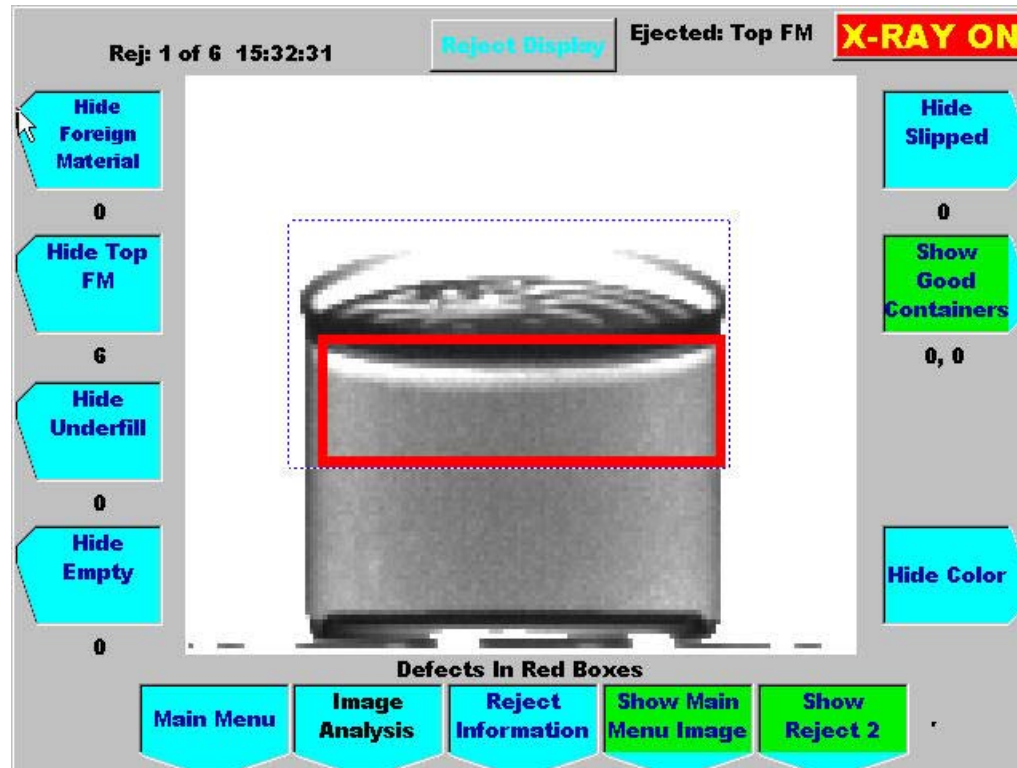 Rej: 1 of 6 15:32:31
Reject Display
Ejected: Top FM
X-RAY ON
Hide
Foreign
Material
0
Hide Top
FM
6
Hide
Underfill
0
Hide
Empty
0
Hide
Slipped
0
Show
Good
Containers
0, 0
Hide Color
Defects In Red Boxes
Main Menu
Image
Analysis
Reject
Information
Show Main
Menu Image
Show
Reject 2